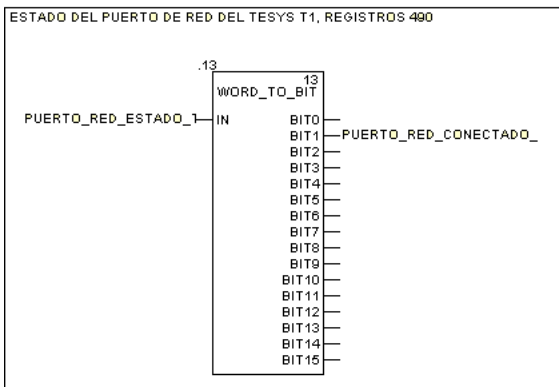 ESTADO DEL PUERTO DE RED DEL TESYS T1, REGISTROS 490
.13
13
WORD_TO_BIT
PUERTO_RED_ESTADO_T IN BIT0
BIT1 PUERTO_RED_CONECTADO_
BIT2
BIT3
BIT4
BIT5
BIT6
BIT7
BIT8
BIT9
BIT10
BIT11
BIT12
BIT13
BIT14
BIT15